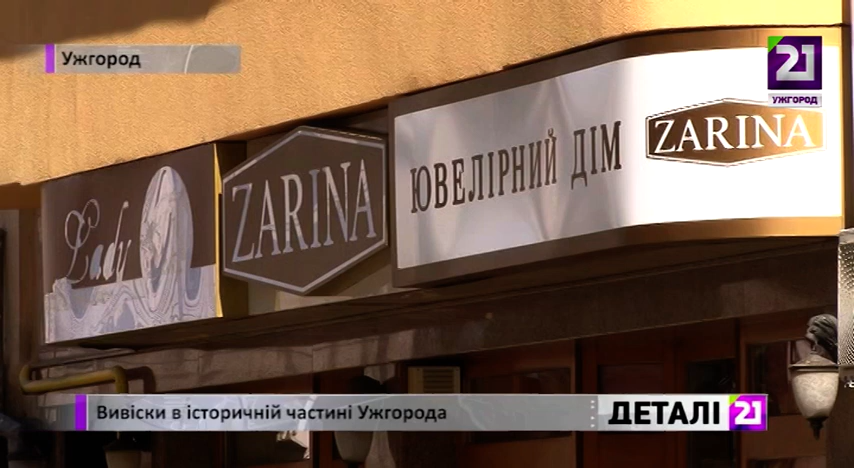 Ужгород
21
УЖГОРОД
Lady
ZARINA
ЮВЕЛІРНИЙ ДІМ
ZARINA
Вивіски в історичній частині Ужгорода
ДЕТАЛІ 21